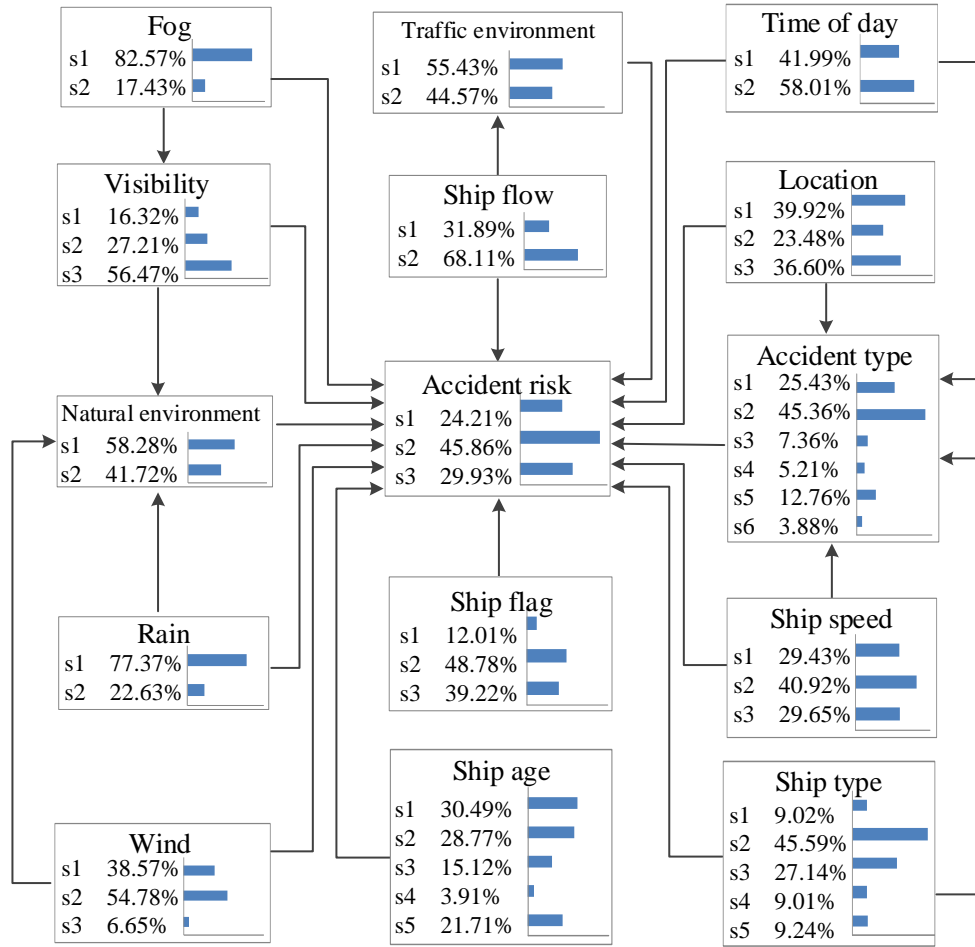 Fog
s1 82.57%
s2 17.43%
Traffic environment
s1 55.43%
s2 44.57%
Time of day
s1 41.99%
s2 58.01%
Visibility
s1 16.32%
s2 27.21%
s3 56.47%
Ship flow
s1 31.89%
s2 68.11%
Location
s1 39.92%
s2 23.48%
s3 36.60%
Natural environment
s1 58.28%
s2 41.72%
Accident risk
s1 24.21%
s2 45.86%
s3 29.93%
Accident type
s1 25.43%
s2 45.36%
s3 7.36%
s4 5.21%
s5 12.76%
s6 3.88%
Rain
s1 77.37%
s2 22.63%
Ship flag
s1 12.01%
s2 48.78%
s3 39.22%
Ship speed
s1 29.43%
s2 40.92%
s3 29.65%
Wind
s1 38.57%
s2 54.78%
s3 6.65%
Ship age
s1 30.49%
s2 28.77%
s3 15.12%
s4 3.91%
s5 21.71%
Ship type
s1 9.02%
s2 45.59%
s3 27.14%
s4 9.01%
s5 9.24%